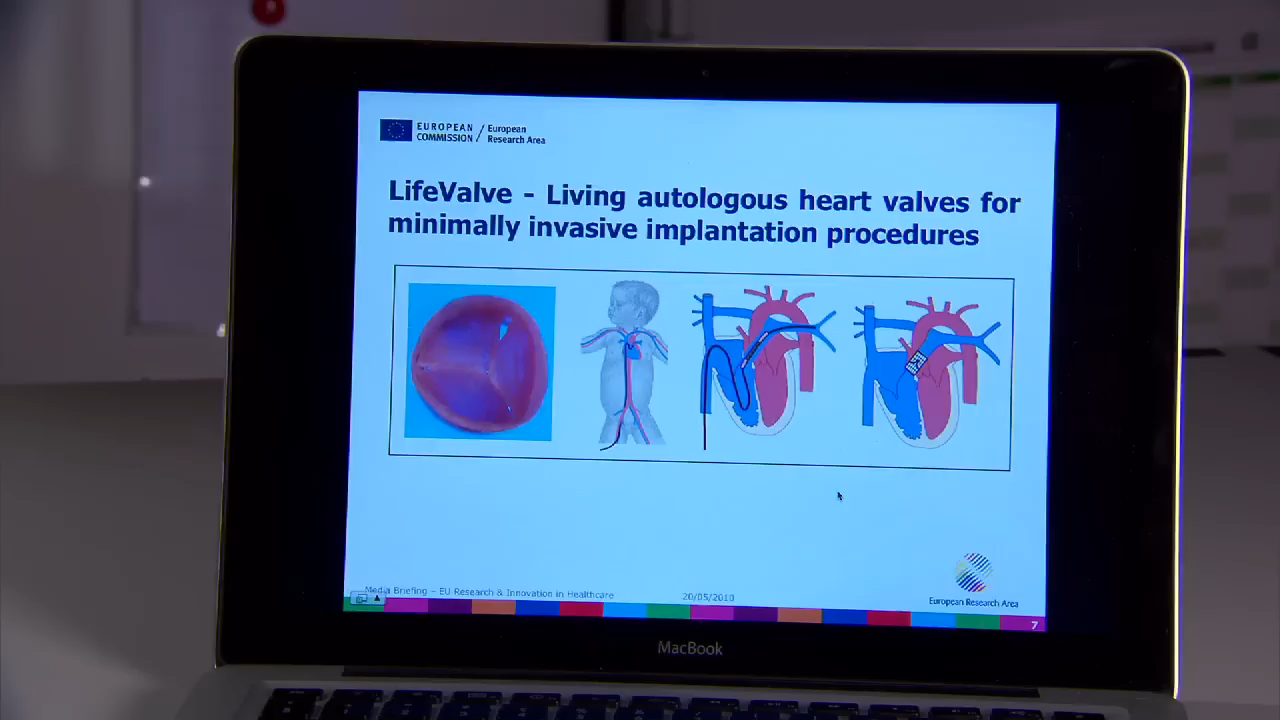 EUROPEAN
COMMISSION
European
Research Area
LifeValve - Living autologous heart valves for
minimally invasive implantation procedures
Media Briefing – EU Research & Innovation in Healthcare
20/05/2010
European Research Area
7
MacBook